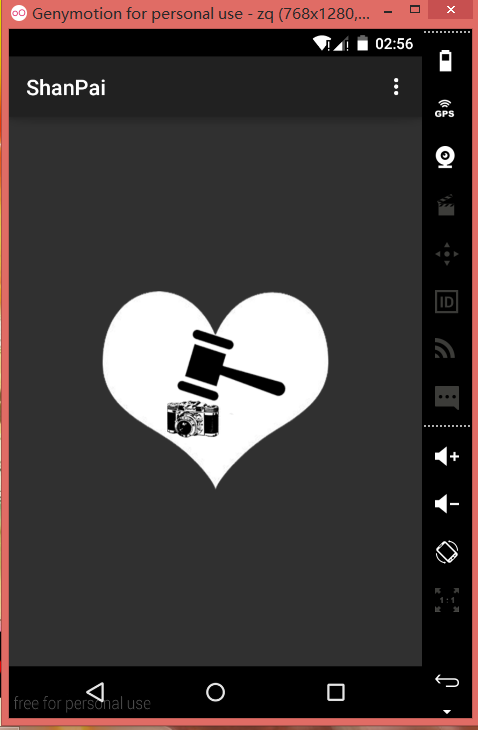 Genymotion for personal use - zq (768x1280,...
02:56
ShanPai
GPS
ID
1:1
free for personal use